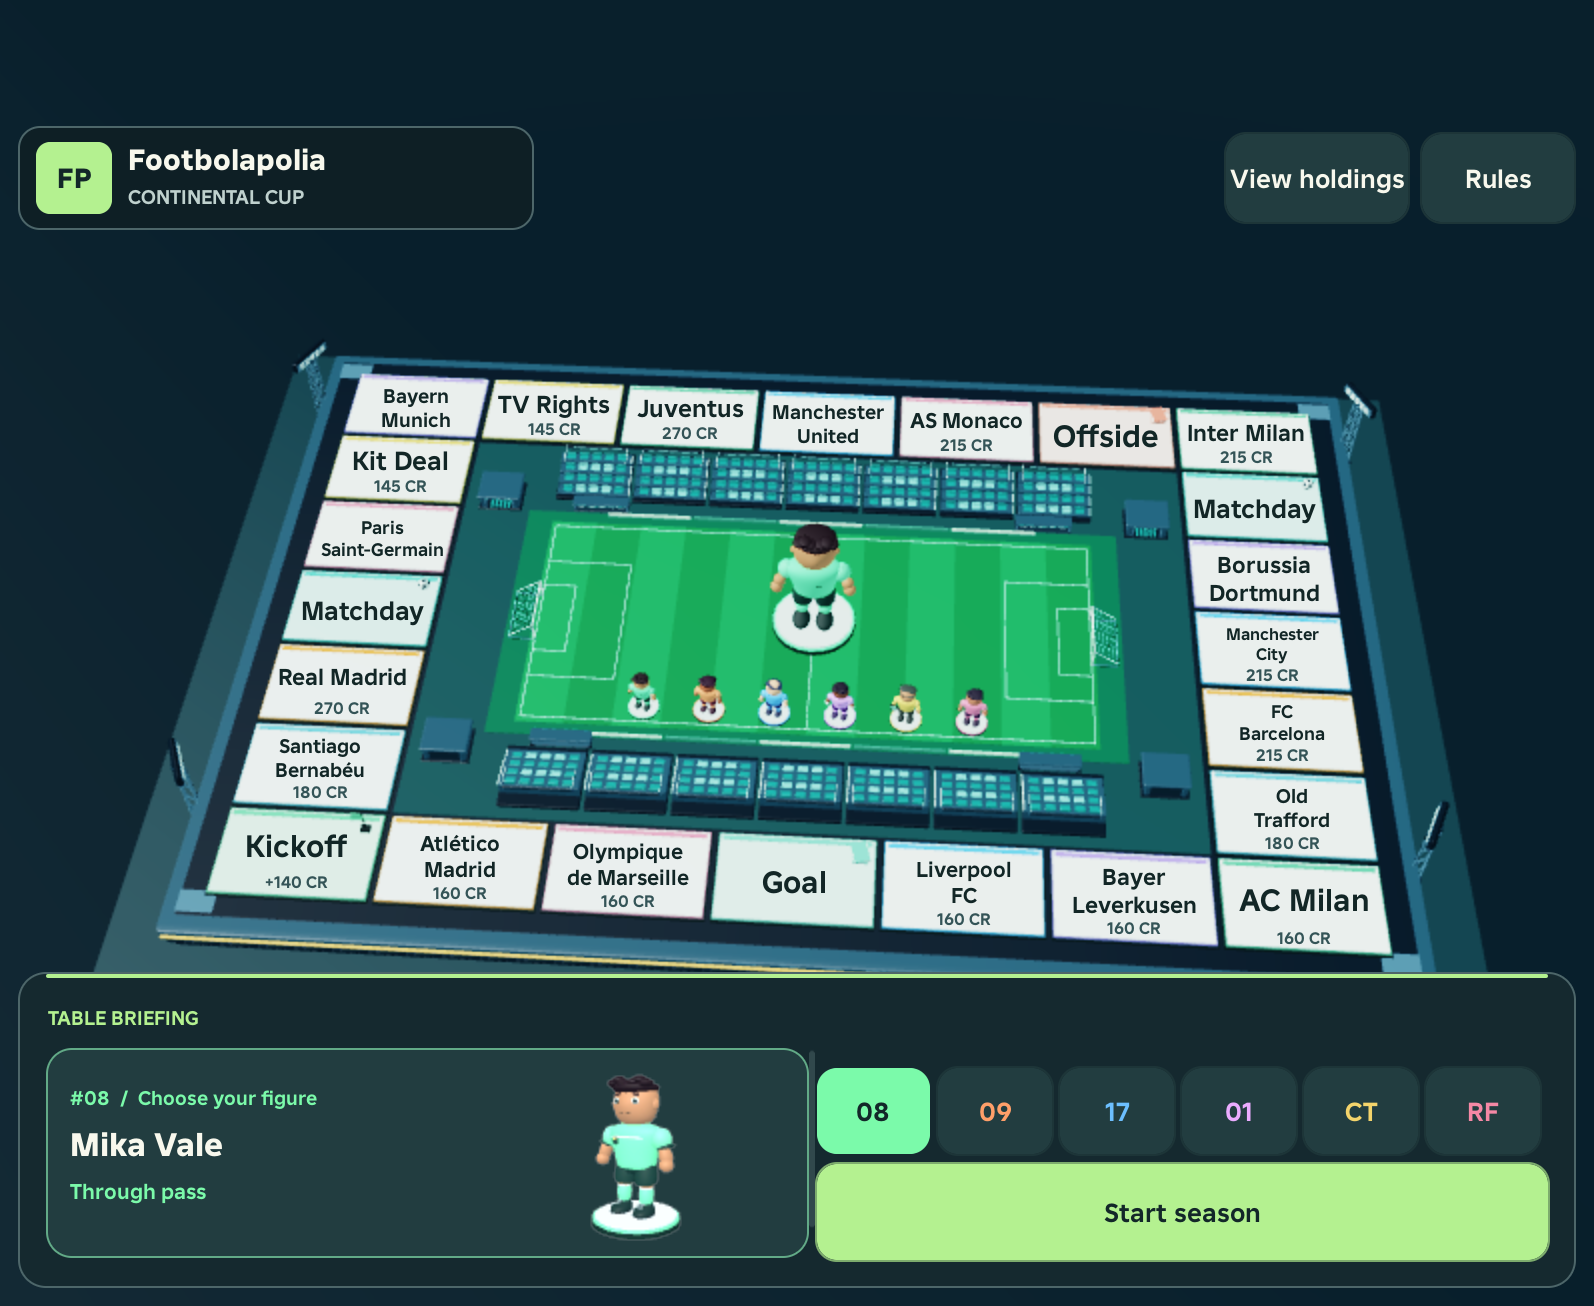 FP
Footbolapolia
CONTINENTAL CUP
View holdings
Rules
Bayern
Munich
TV Rights
145 CR
Juventus
270 CR
Manchester
United
AS Monaco
215 CR
Offside
Inter Milan
215 CR
Kit Deal
145 CR
Matchday
Paris
Saint-Germain
Borussia
Dortmund
Matchday
Manchester
City
215 CR
Real Madrid
270 CR
FC
Barcelona
215 CR
Santiago
Bernabéu
180 CR
Old
Trafford
180 CR
Kickoff
+140 CR
Atlético
Madrid
160 CR
Olympique
de Marseille
160 CR
Goal
Liverpool
FC
160 CR
Bayer
Leverkusen
160 CR
AC Milan
160 CR
TABLE BRIEFING
#08 / Choose your figure
Mika Vale
Through pass
08
09
17
01
CT
RF
Start season